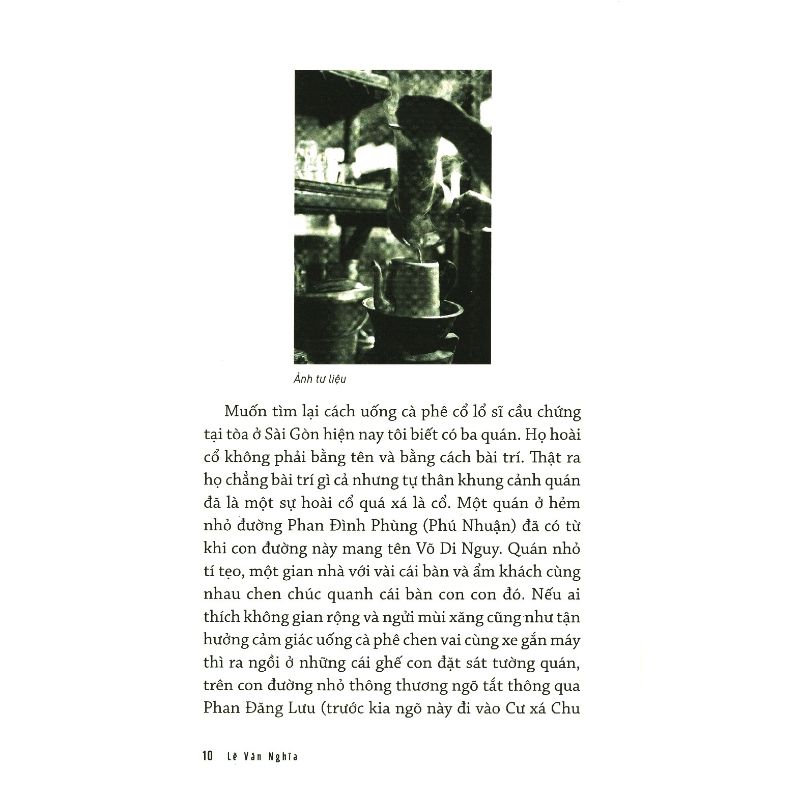 Ảnh tư liệu
Muốn tìm lại cách uống cà phê cổ lổ sĩ cầu chứng
tại tòa ở Sài Gòn hiện nay tôi biết có ba quán. Họ hoài
cổ không phải bằng tên và bằng cách bài trí. Thật ra
họ chẳng bài trí gì cả nhưng tự thân khung cảnh quán
đã là một sự hoài cổ quá xá là cổ. Một quán ở hẻm
nhỏ đường Phan Đình Phùng (Phú Nhuận) đã có từ
khi con đường này mang tên Võ Di Nguy. Quán nhỏ
tí tẹo, một gian nhà với vài cái bàn và ẩm khách cùng
nhau chen chúc quanh cái bàn con con đó. Nếu ai
thích không gian rộng và ngửi mùi xăng cũng như tận
hưởng cảm giác uống cà phê chen vai cùng xe gắn máy
thì ra ngồi ở những cái ghế con đặt sát tường quán,
trên con đường nhỏ thông thương ngõ tắt thông qua
Phan Đăng Lưu (trước kia ngõ này đi vào Cư xá Chu
10 Lê Văn Nghĩa